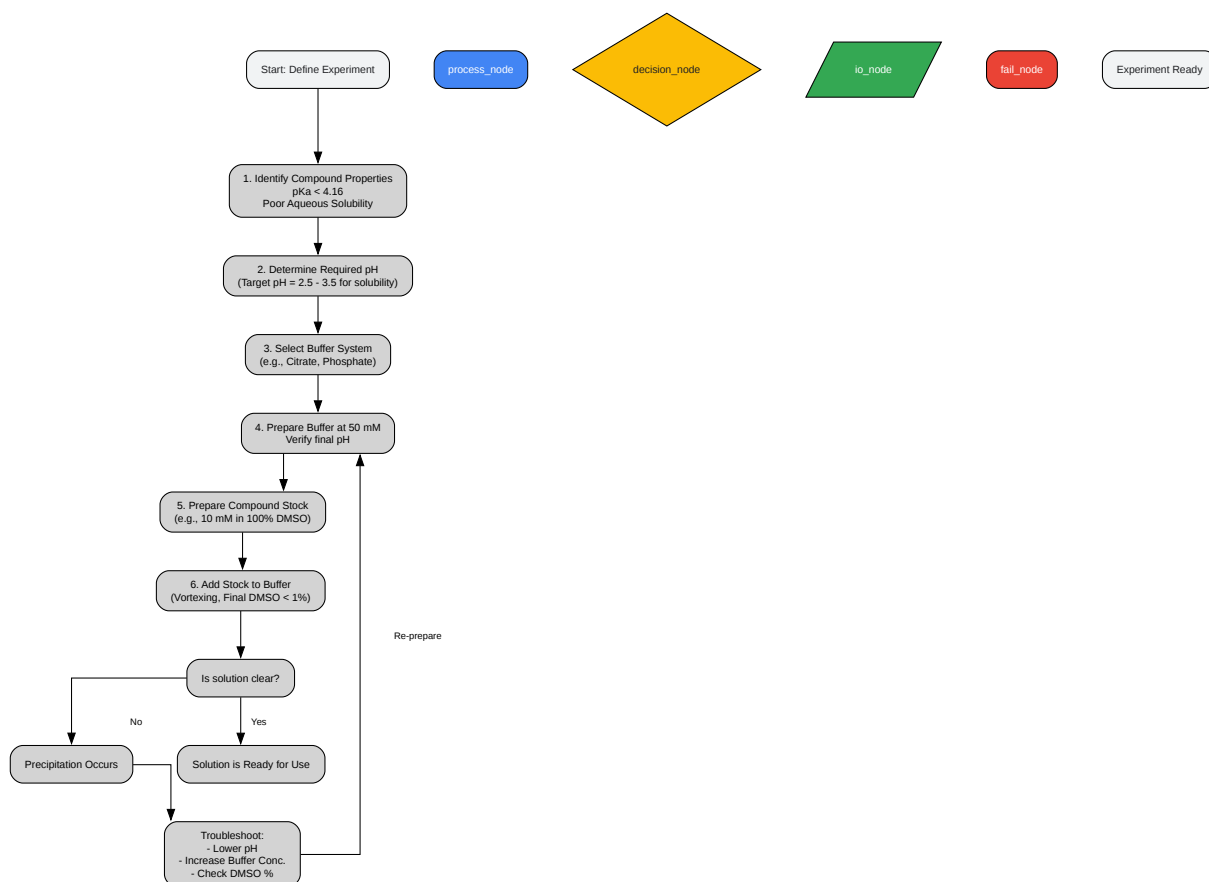 Start: Define Experiment
process_node
decision_node
io_node
fail_node
Experiment Ready
1. Identify Compound Properties
pKa < 4.16
Poor Aqueous Solubility
2. Determine Required pH
(Target pH = 2.5 - 3.5 for solubility)
3. Select Buffer System
(e.g., Citrate, Phosphate)
4. Prepare Buffer at 50 mM
Verify final pH
5. Prepare Compound Stock
(e.g., 10 mM in 100% DMSO)
6. Add Stock to Buffer
(Vortexing, Final DMSO < 1%)
Re-prepare
Is solution clear?
No
Yes
Precipitation Occurs
Solution is Ready for Use
Troubleshoot:
- Lower pH
- Increase Buffer Conc.
- Check DMSO %